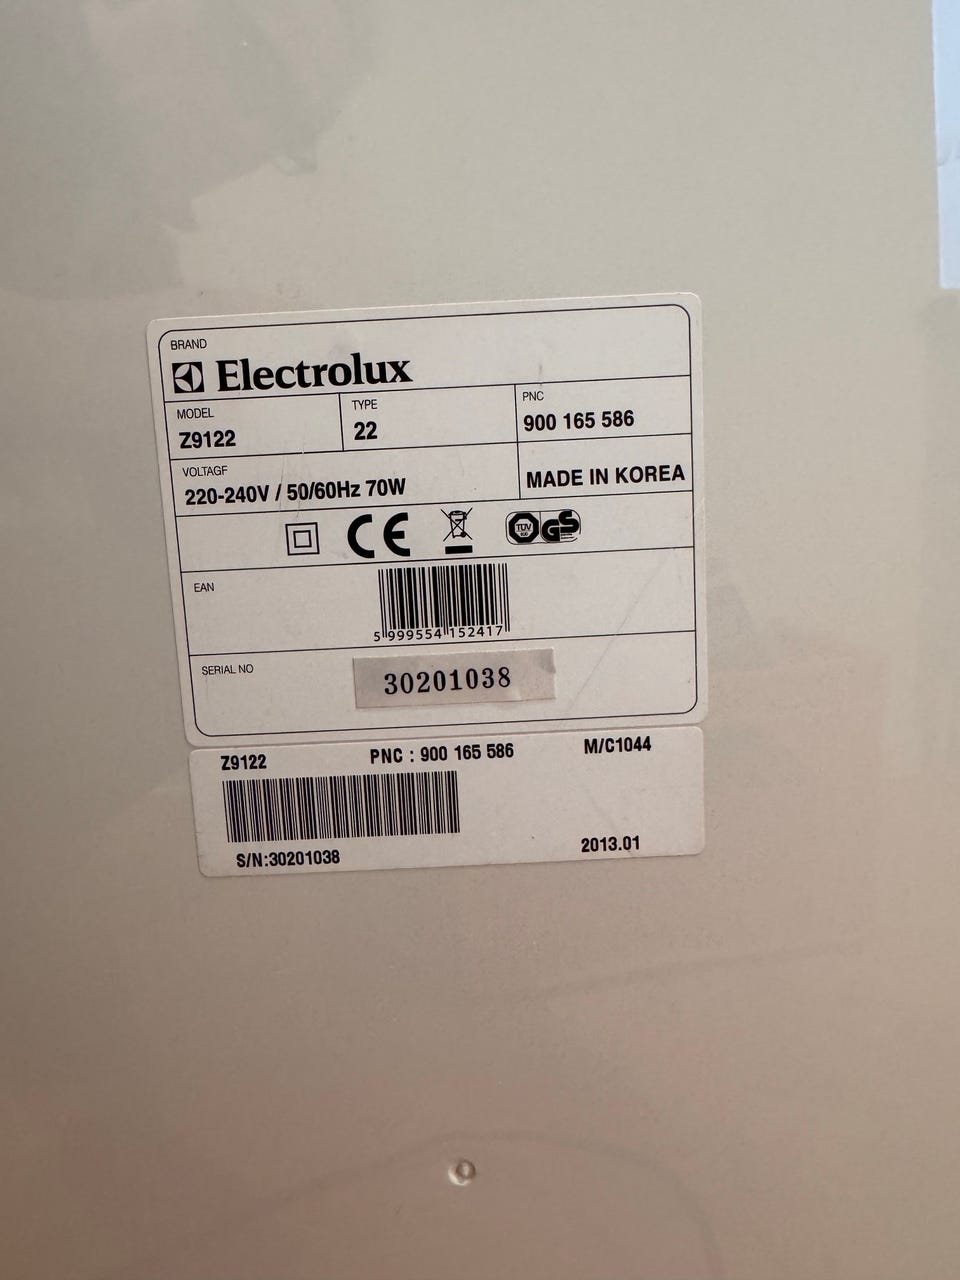 BRAND
Electrolux
MODEL
Z9122
TYPE
22
PNC
900 165 586
VOLTAGF
220-240V / 50/60Hz 70W
MADE IN KOREA
CE
TÜV
GS
EAN
5 999554 152417
SERIAL NO
30201038
Z9122 PNC : 900 165 586 M/C1044
S/N:30201038 2013.01